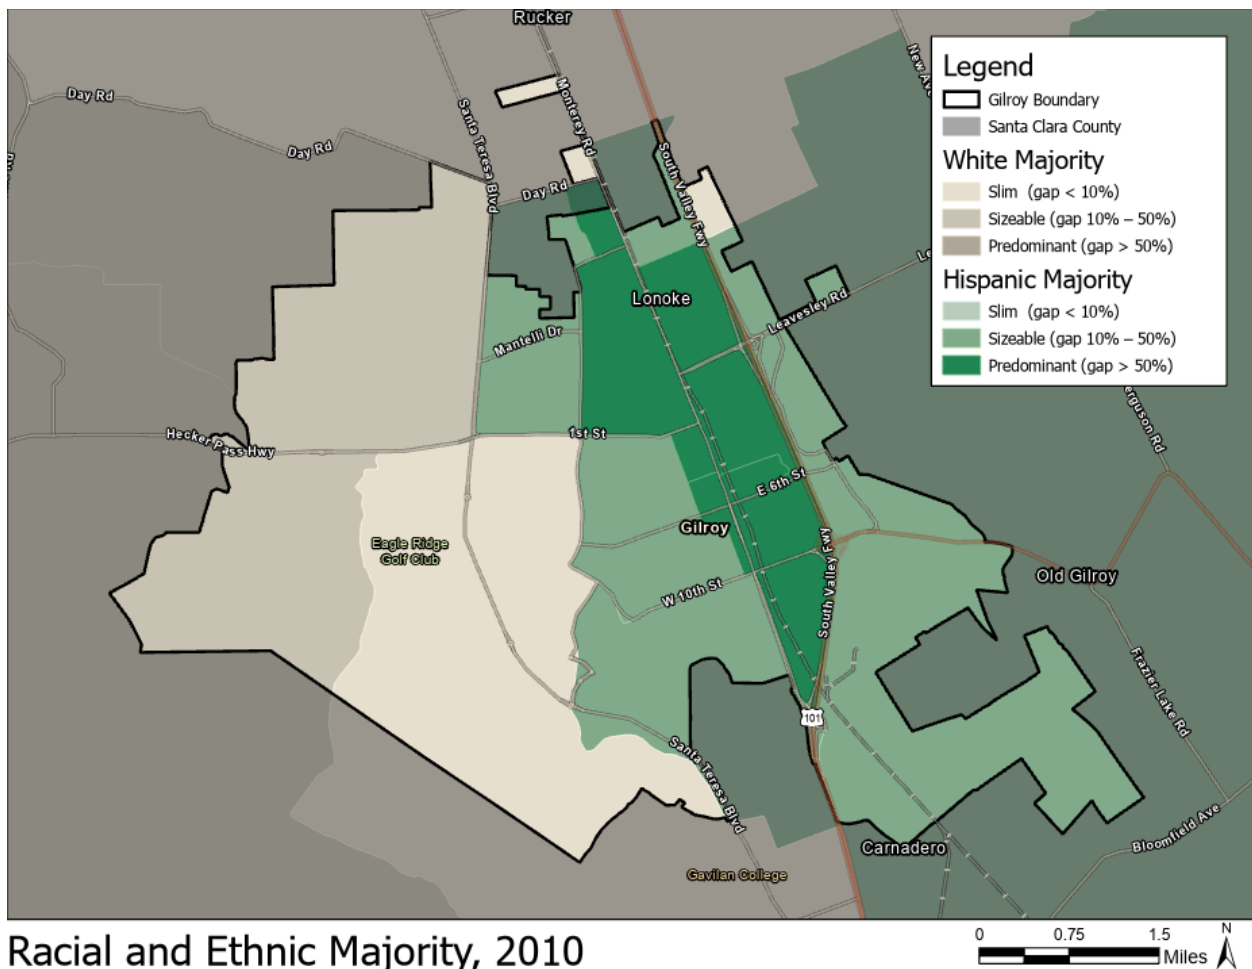 Rucker
Legend
Gilroy Boundary
Santa Clara County
White Majority
Slim (gap < 10%)
Sizeable (gap 10% – 50%)
Predominant (gap > 50%)
Hispanic Majority
Slim (gap < 10%)
Sizeable (gap 10% – 50%)
Predominant (gap > 50%)
New Ave
Day Rd
Santa Teresa Blvd
Monterey Rd
Day Rd
South Valley Fwy
Day Rd
Lonoke
Leavesley Rd
Mantelli Dr
1st St
Hecker Pass Hwy
E 6th St
Gilroy
Eagle Ridge
Golf Club
W 10th St
South Valley Fwy
Old Gilroy
Frazier Lake Rd
101
Santa Teresa Blvd
Carnadero
Bloomfield Ave
Gavilan College
Racial and Ethnic Majority, 2010
0 0.75 1.5
Miles
N